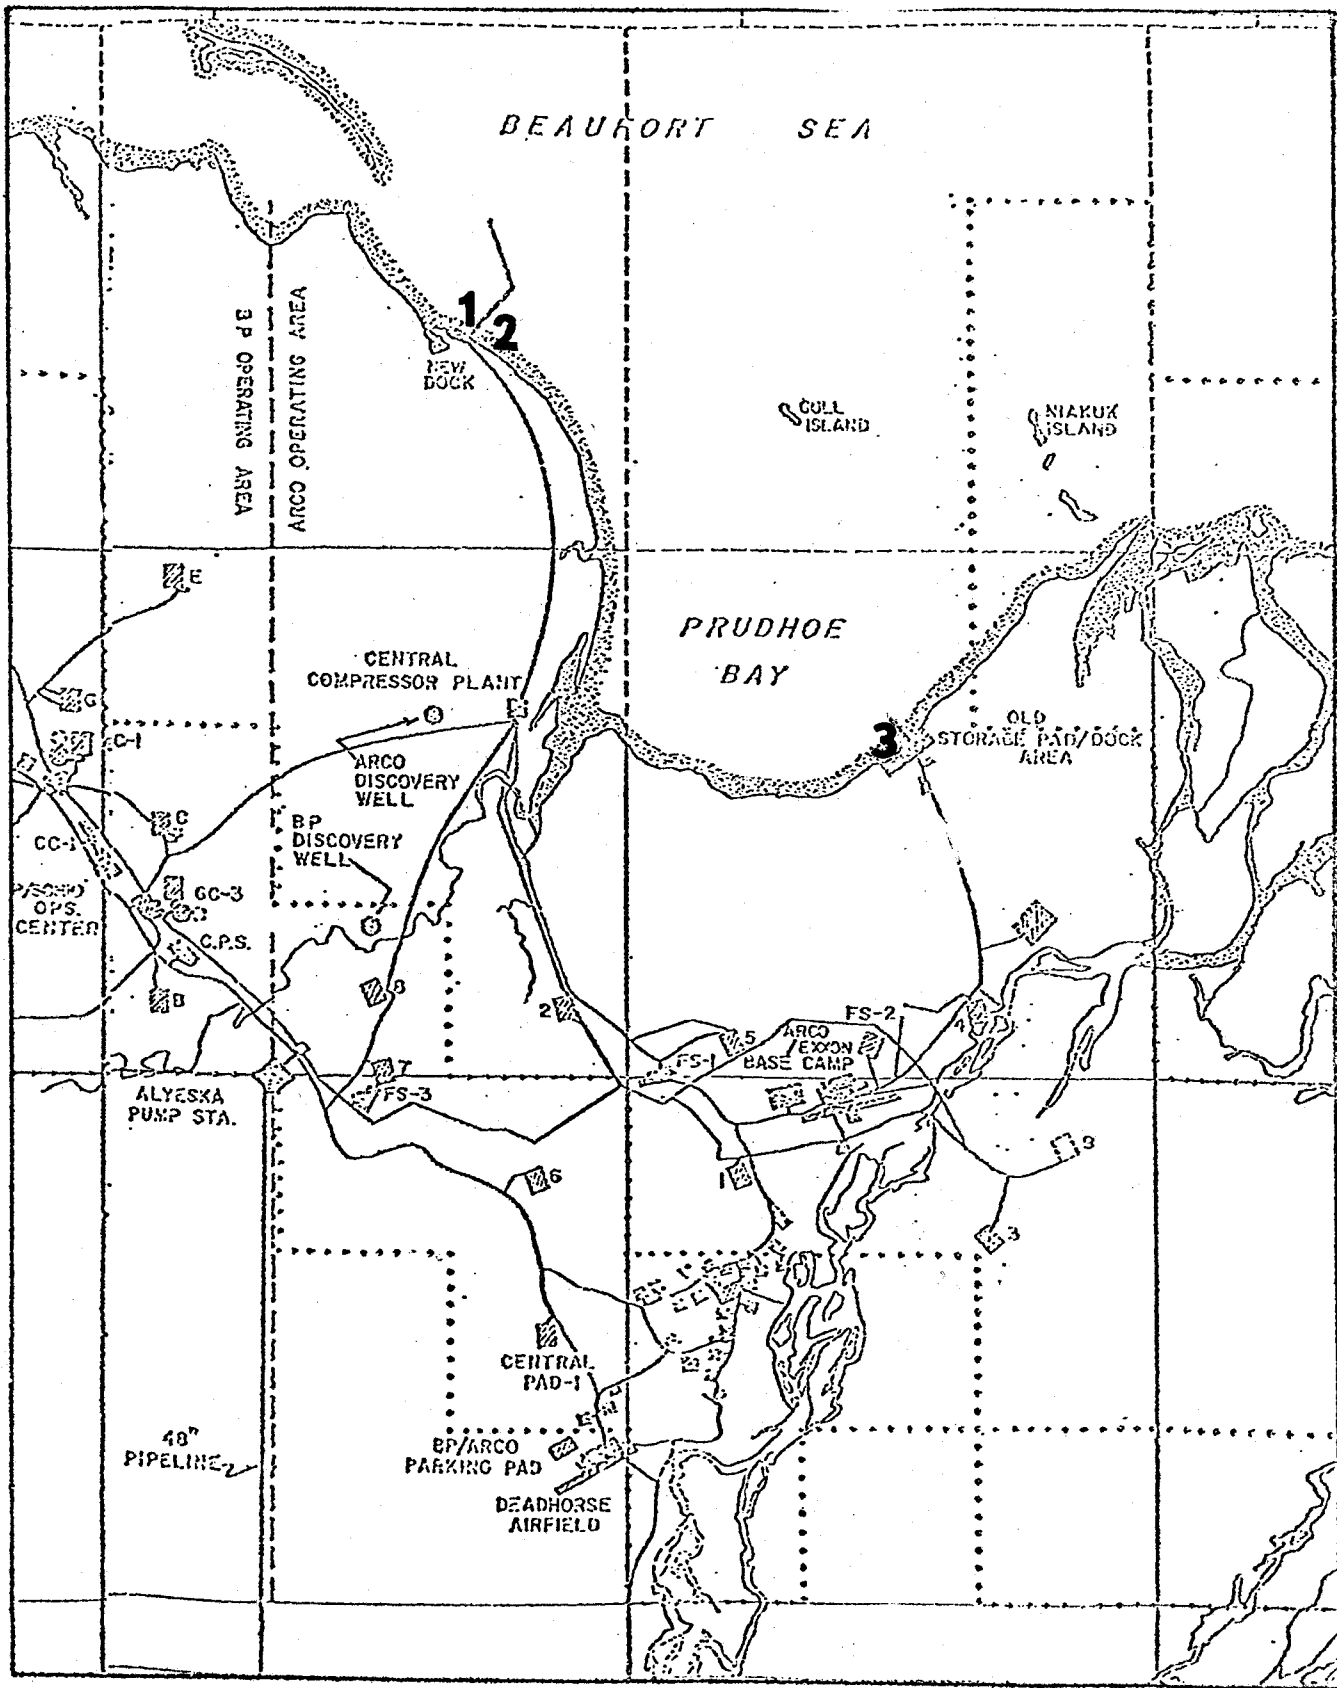 BEAUFORT SEA
B P OPERATING AREA
ARCO OPERATING AREA
1
2
NEW
DOCK
GULL
ISLAND
NIAKUK
ISLAND
E
PRUDHOE
BAY
CENTRAL
COMPRESSOR PLANT
G
C-1
3
OLD
STORAGE PAD/DOCK
AREA
ARCO
DISCOVERY
WELL
C
BP
DISCOVERY
WELL
CC-1
GC-3
OPS.
CENTER
C.P.S.
B
8
2
FS-2
4
5
ARCO
EXXON
BASE CAMP
FS-1
7
FS-3
ALYESKA
PUMP STA.
9
6
1
3
CENTRAL
PAD-1
48"
PIPELINE
BP/ARCO
PARKING PAD
DEADHORSE
AIRFIELD